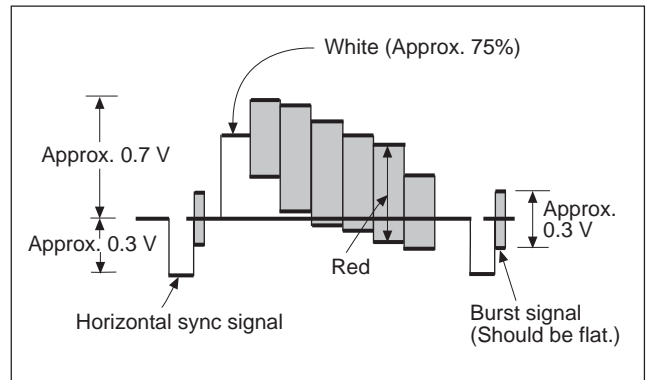 White (Approx. 75%)
Approx. 0.7 V
Approx. 0.3 V
Red
Approx.
0.3 V
Horizontal sync signal
Burst signal
(Should be flat.)